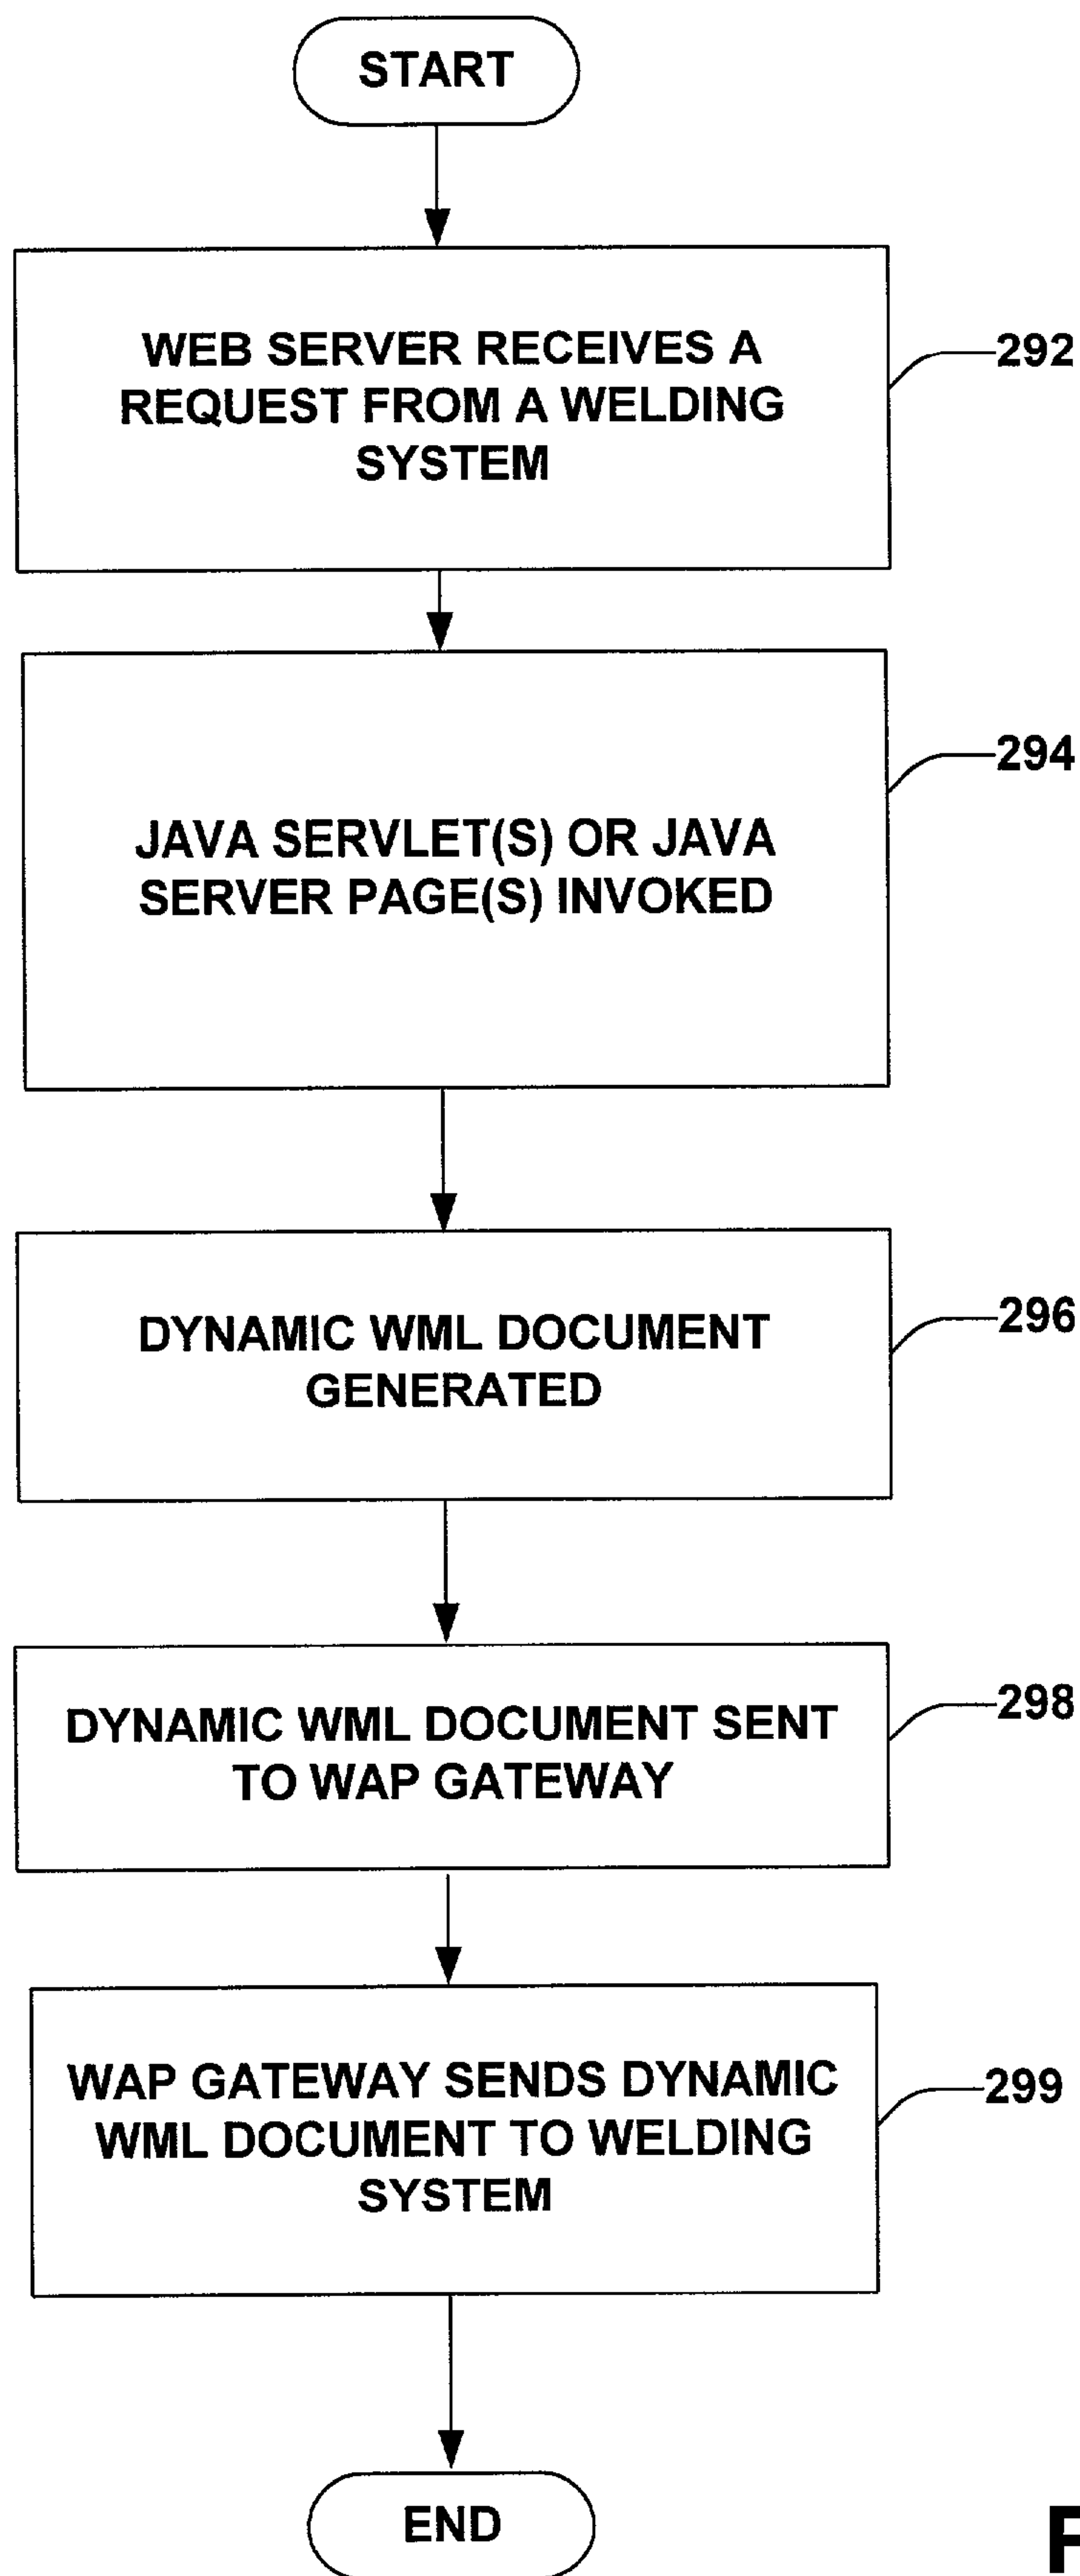 START
WEB SERVER RECEIVES A
REQUEST FROM A WELDING
SYSTEM
292
JAVA SERVLET(S) OR JAVA
SERVER PAGE(S) INVOKED
294
DYNAMIC WML DOCUMENT
GENERATED
296
DYNAMIC WML DOCUMENT SENT
TO WAP GATEWAY
298
WAP GATEWAY SENDS DYNAMIC
WML DOCUMENT TO WELDING
SYSTEM
299
END